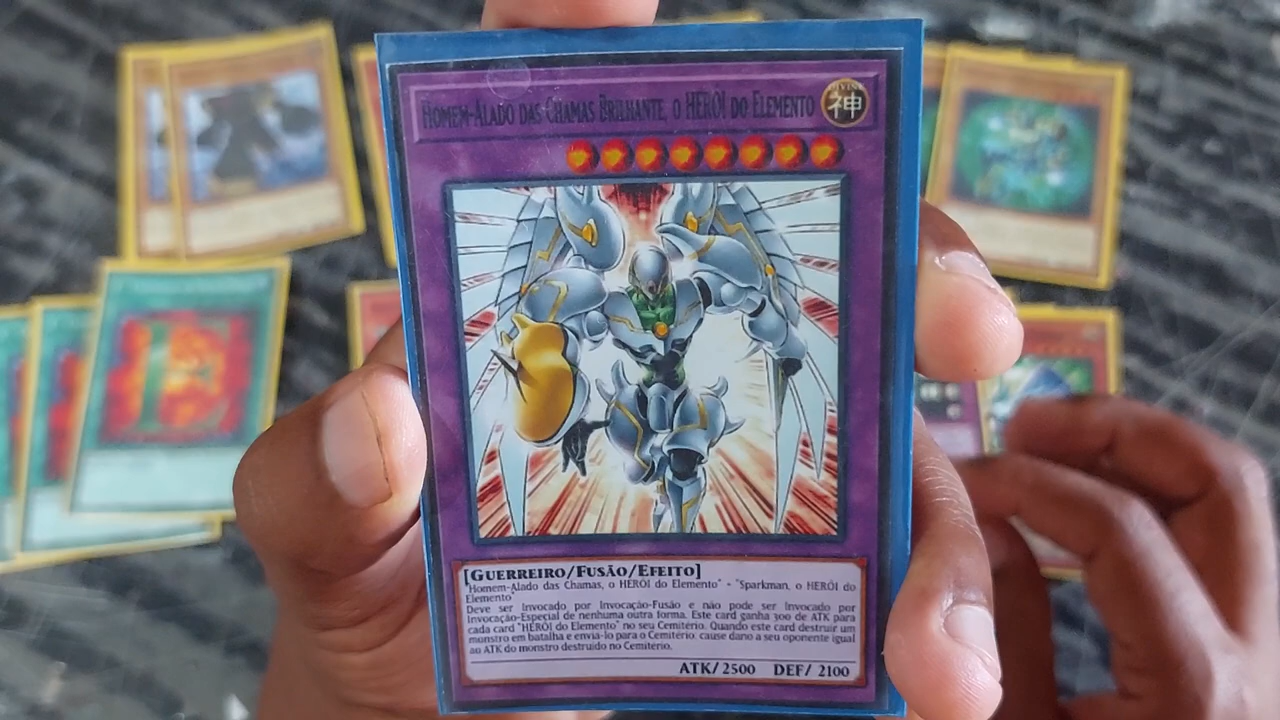 HOMEM-ALADO DAS CHAMAS BRILHANTE, O HERÓI DO ELEMENTO
DIVINE
神
[GUERREIRO/FUSÃO/EFEITO]
"Homem-Alado das Chamas, o HERÓI do Elemento" + "Sparkman, o HERÓI do
Elemento"
Deve ser Invocado por Invocação-Fusão e não pode ser Invocado por
Invocação-Especial de nenhuma outra forma. Este card ganha 300 de ATK para
cada card "HERÓI do Elemento" no seu Cemitério. Quando este card destruir um
monstro em batalha e enviá-lo para o Cemitério: cause dano a seu oponente igual
ao ATK do monstro destruído no Cemitério.
ATK/2500 DEF/2100